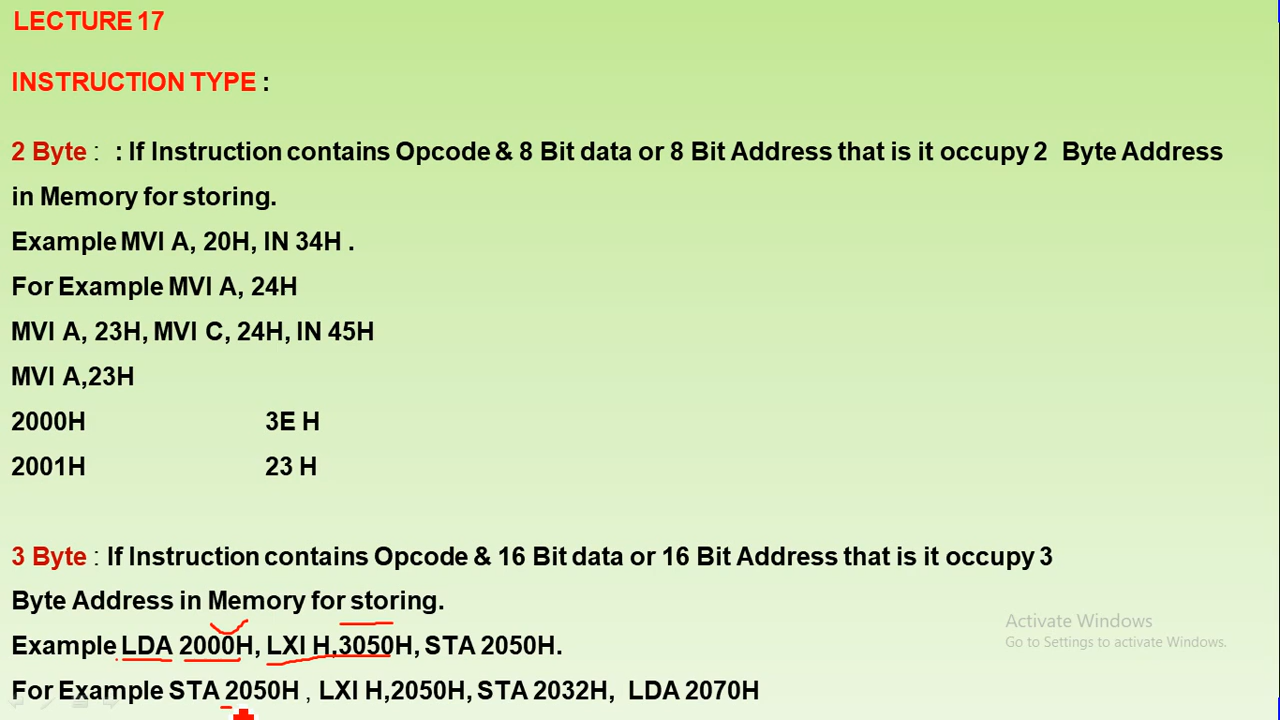 LECTURE 17
INSTRUCTION TYPE :
2 Byte : : If Instruction contains Opcode & 8 Bit data or 8 Bit Address that is it occupy 2 Byte Address
in Memory for storing.
Example MVI A, 20H, IN 34H .
For Example MVI A, 24H
MVI A, 23H, MVI C, 24H, IN 45H
MVI A,23H
2000H 3E H
2001H 23 H
3 Byte : If Instruction contains Opcode & 16 Bit data or 16 Bit Address that is it occupy 3
Byte Address in Memory for storing.
Example LDA 2000H, LXI H.3050H, STA 2050H.
For Example STA 2050H , LXI H,2050H, STA 2032H, LDA 2070H
Activate Windows
Go to Settings to activate Windows.